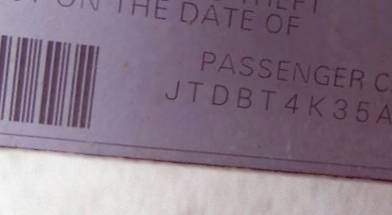 ON THE DATE OF
PASSENGER C
JTDBT4K35A